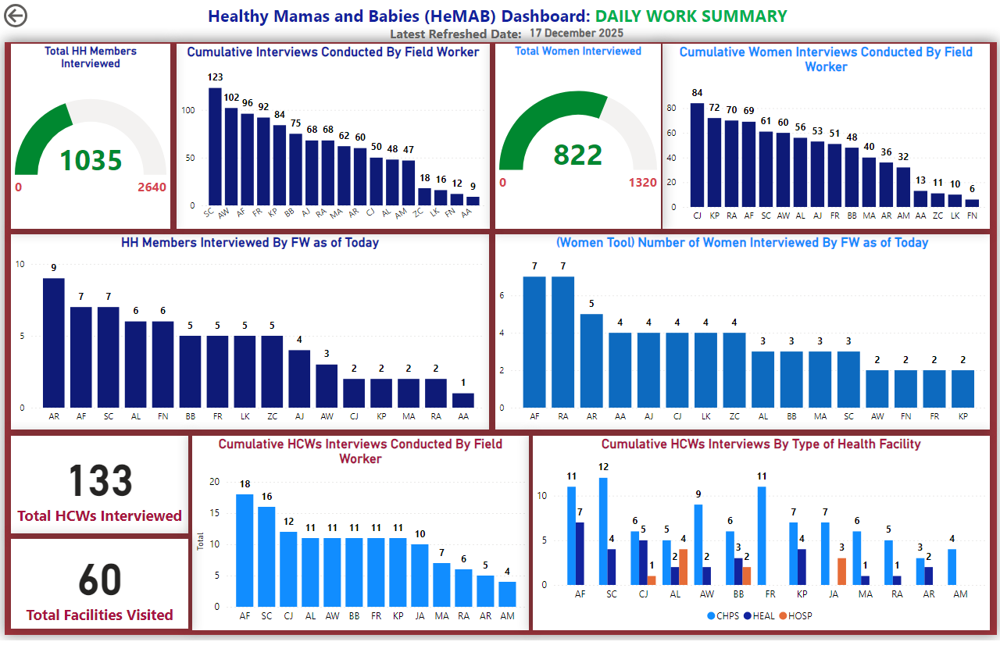 Healthy Mamas and Babies (HeMAB) Dashboard: DAILY WORK SUMMARY
Latest Refreshed Date: 17 December 2025
Total HH Members
Interviewed
1035
0 2640
Cumulative Interviews Conducted By Field Worker
123 102 96 92 84 75 68 68 62 60 50 48 47 18 16 12 9
100
50
0
SC AW AF FR KP BB AJ RA MA AR CJ AL AM ZC LK FN AA
Total Women Interviewed
822
0 1320
Cumulative Women Interviews Conducted By Field
Worker
84 72 70 69 61 60 56 53 51 48 40 36 32 13 11 10 6
80
60
40
20
0
CJ KP RA AF SC AW AL AJ FR BB MA AR AM AA ZC LK FN
HH Members Interviewed By FW as of Today
9 7 7 6 6 5 5 5 5 4 3 2 2 2 2 1
10
5
0
AR AF SC AL FN BB FR LK ZC AJ AW CJ KP MA RA AA
(Women Tool) Number of Women Interviewed By FW as of Today
7 7 5 4 4 4 4 4 3 3 3 3 2 2 2 2
6
4
2
0
AF RA AR AA AJ CJ LK ZC AL BB MA SC AW FN FR KP
133
Total HCWs Interviewed
60
Total Facilities Visited
Cumulative HCWs Interviews Conducted By Field
Worker
Total
18 16 12 11 11 11 11 11 10 7 6 5 4
20
15
10
5
0
AF SC CJ AL AW BB FR KP JA MA RA AR AM
Cumulative HCWs Interviews By Type of Health Facility
11 7 12 4 6 5 1 5 2 4 9 2 6 3 2 11 7 4 7 3 6 1 5 1 3 2 4
10
5
0
AF SC CJ AL AW BB FR KP JA MA RA AR AM
CHPS HEAL HOSP